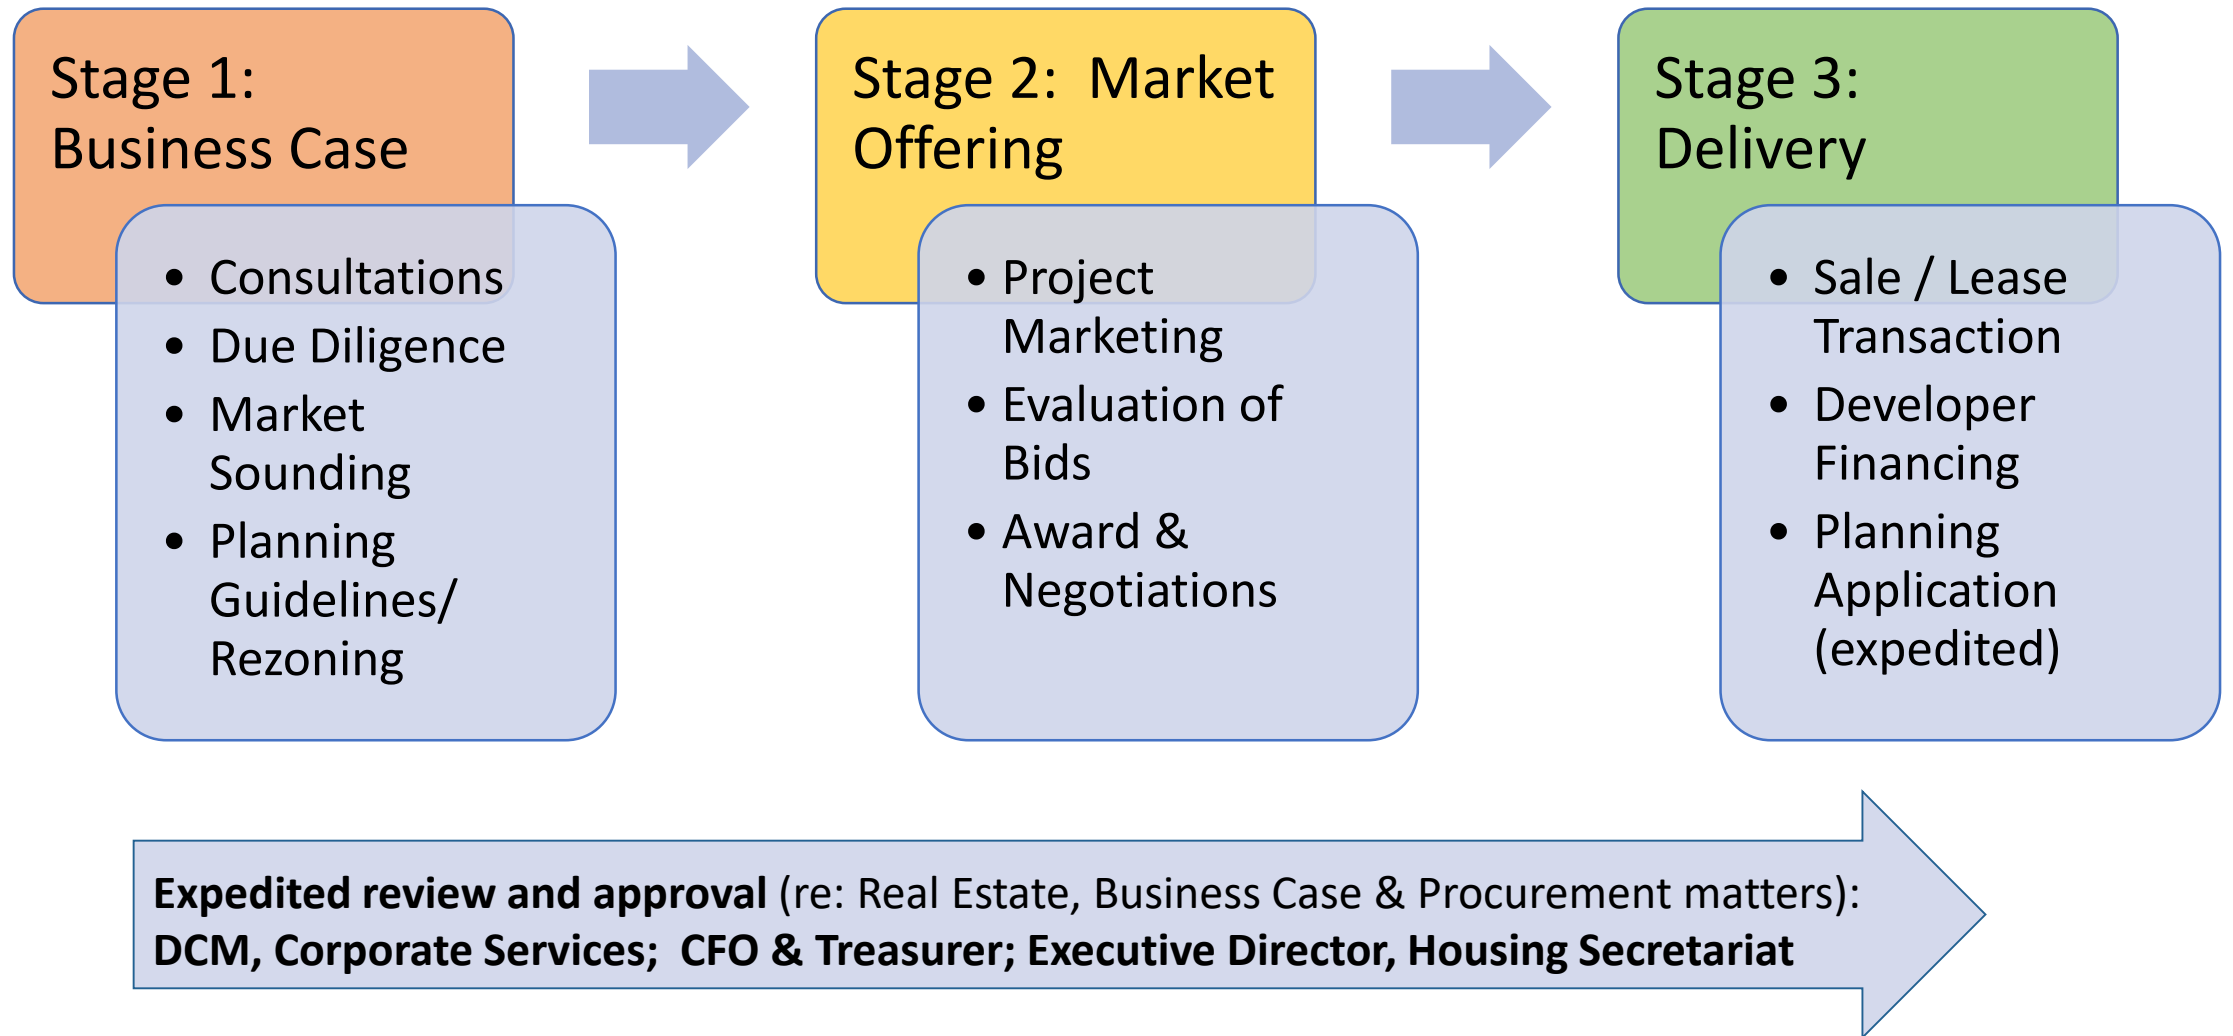 Stage 1:
Business Case
• Consultations
• Due Diligence
• Market
Sounding
• Planning
Guidelines/
Rezoning
Stage 2:  Market
Offering
• Project
Marketing
• Evaluation of
Bids
• Award &
Negotiations
Stage 3:
Delivery
• Sale / Lease
Transaction
• Developer
Financing
• Planning
Application
(expedited)
Expedited review and approval (re: Real Estate, Business Case & Procurement matters):
DCM, Corporate Services;  CFO & Treasurer; Executive Director, Housing Secretariat